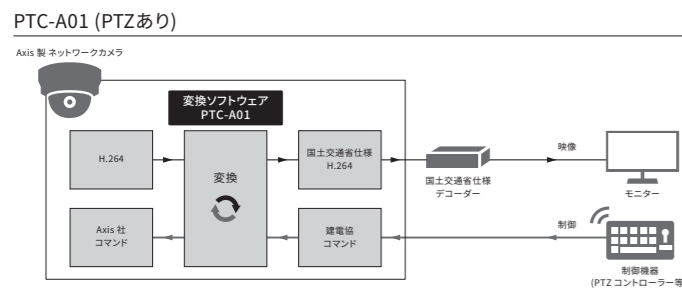 PTC-A01 (PTZあり)
Axis 製 ネットワークカメラ
変換ソフトウェア
PTC-A01
H.264
変換
国土交通省仕様
H.264
国土交通省仕様
デコーダー
映像
モニター
Axis 社
コマンド
建電協
コマンド
制御
制御機器
(PTZ コントローラー等